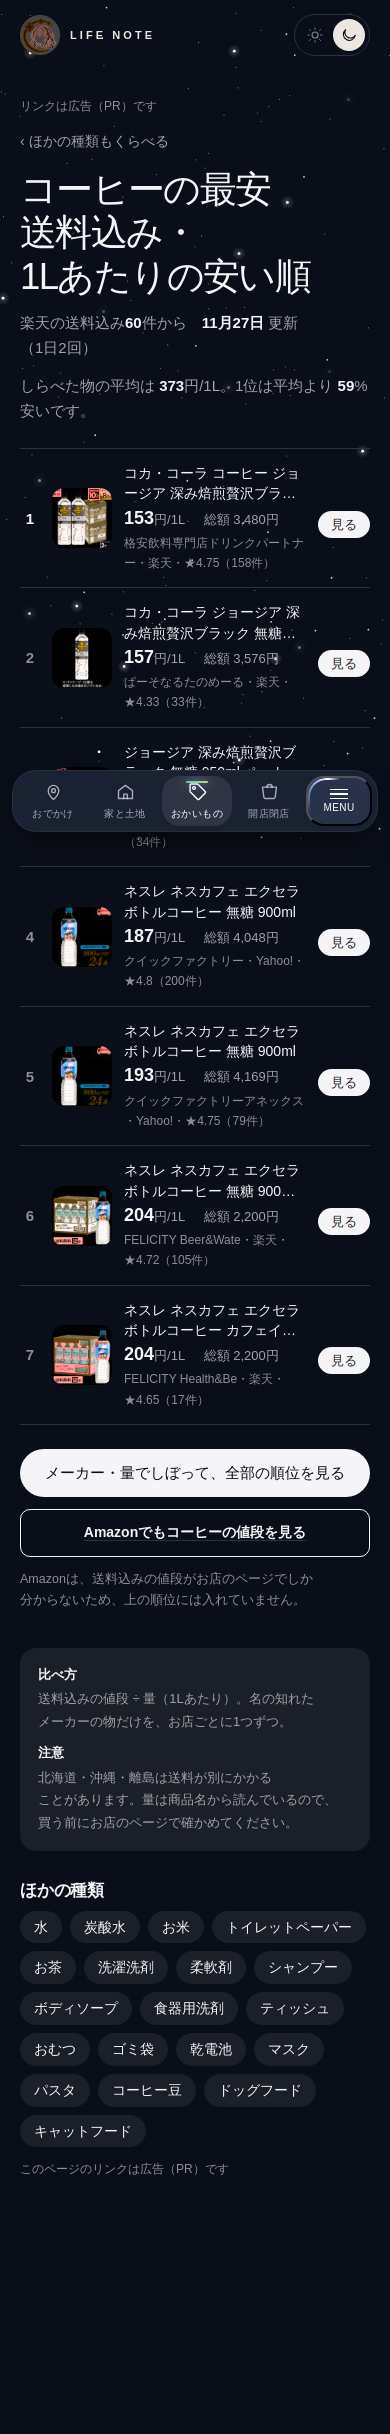 LIFE NOTE
リンクは広告（PR）です
‹ ほかの種類もくらべる
コーヒーの最安
送料込み・
1Lあたりの安い順
楽天の送料込み60件から　11月27日 更新
（1日2回）
しらべた物の平均は 373円/1L。1位は平均より 59%
安いです。
1
コカ・コーラ コーヒー ジョ
ージア 深み焙煎贅沢ブラ…
153円/1L 総額 3,480円
格安飲料専門店ドリンクパートナ
ー・楽天・★4.75（158件）
見る
2
コカ・コーラ ジョージア 深
み焙煎贅沢ブラック 無糖…
157円/1L 総額 3,576円
ぱーそなるたのめーる・楽天・
★4.33（33件）
見る
ジョージア 深み焙煎贅沢ブ
おでかけ
家と土地
おかいもの
開店閉店
MENU
（34件）
4
ネスレ ネスカフェ エクセラ
ボトルコーヒー 無糖 900ml
187円/1L 総額 4,048円
クイックファクトリー・Yahoo!・
★4.8（200件）
見る
5
ネスレ ネスカフェ エクセラ
ボトルコーヒー 無糖 900ml
193円/1L 総額 4,169円
クイックファクトリーアネックス
・Yahoo!・★4.75（79件）
見る
6
ネスレ ネスカフェ エクセラ
ボトルコーヒー 無糖 900…
204円/1L 総額 2,200円
FELICITY Beer&Wate・楽天・
★4.72（105件）
見る
7
ネスレ ネスカフェ エクセラ
ボトルコーヒー カフェイ…
204円/1L 総額 2,200円
FELICITY Health&Be・楽天・
★4.65（17件）
見る
メーカー・量でしぼって、全部の順位を見る
Amazonでもコーヒーの値段を見る
Amazonは、送料込みの値段がお店のページでしか
分からないため、上の順位には入れていません。
比べ方
送料込みの値段 ÷ 量（1Lあたり）。名の知れた
メーカーの物だけを、お店ごとに1つずつ。
注意
北海道・沖縄・離島は送料が別にかかる
ことがあります。量は商品名から読んでいるので、
買う前にお店のページで確かめてください。
ほかの種類
水
炭酸水
お米
トイレットペーパー
お茶
洗濯洗剤
柔軟剤
シャンプー
ボディソープ
食器用洗剤
ティッシュ
おむつ
ゴミ袋
乾電池
マスク
パスタ
コーヒー豆
ドッグフード
キャットフード
このページのリンクは広告（PR）です